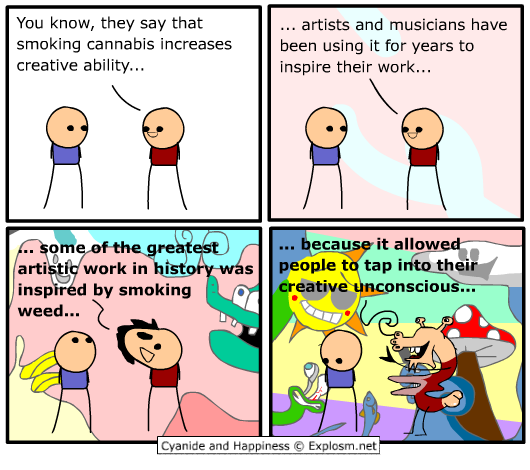 You know, they say that
smoking cannabis increases
creative ability...
... artists and musicians have
been using it for years to
inspire their work...
... some of the greatest
artistic work in history was
inspired by smoking
weed...
... because it allowed
people to tap into their
creative unconscious...
Cyanide and Happiness © Explosm.net